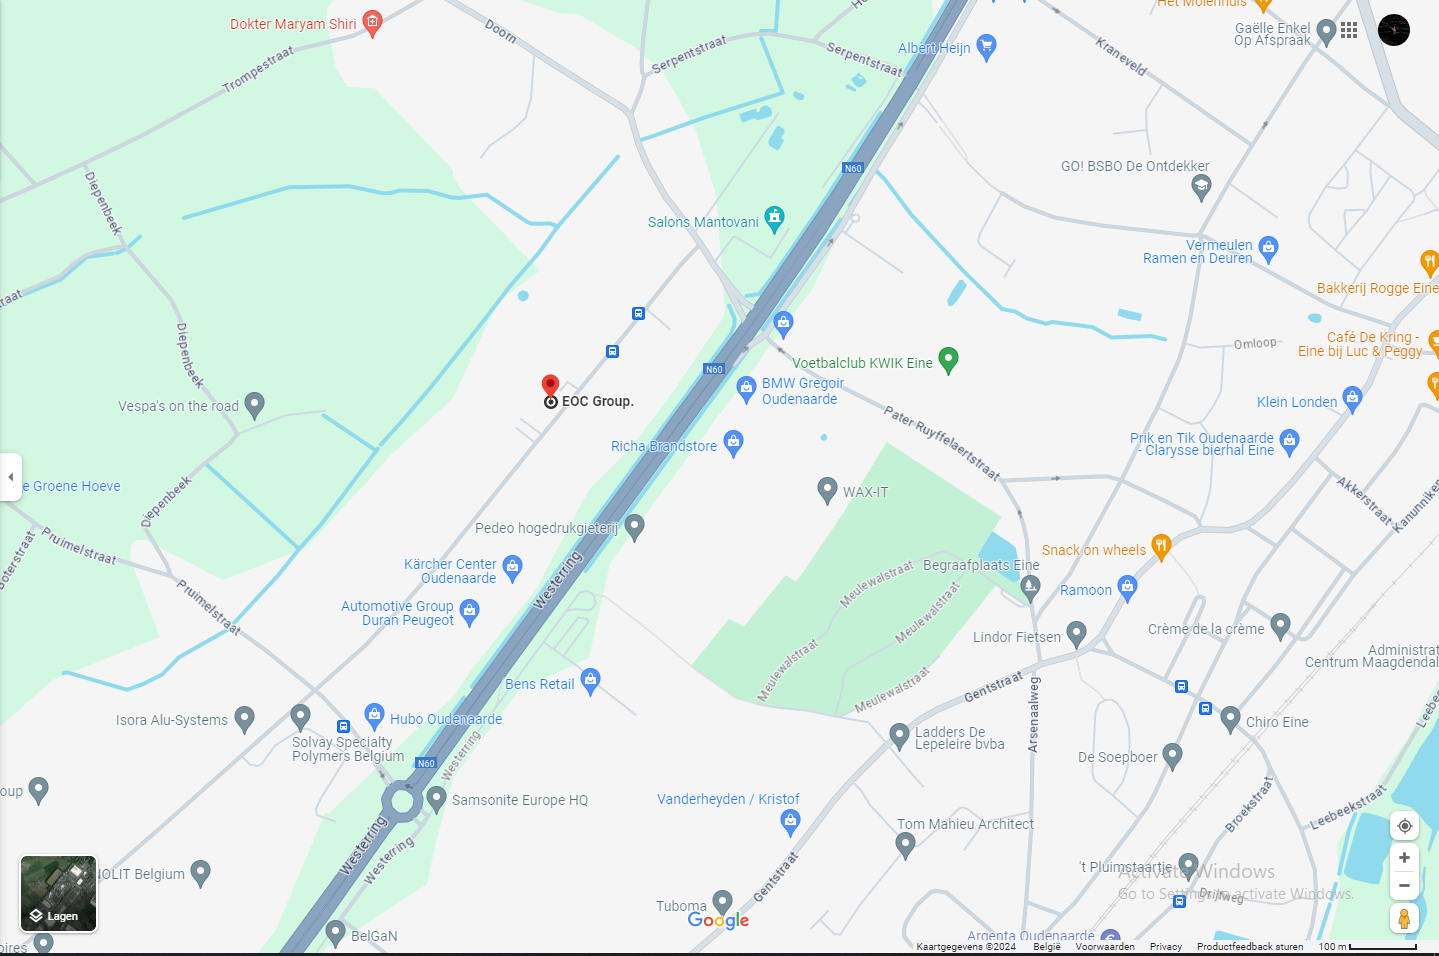 Het Molenhuis
Dokter Maryam Shiri
Doorn
Gaëlle Enkel
Op Afspraak
Serpentstraat
Serpentstraat
Albert Heijn
Kraneveld
Trompestraat
N60
GO! BSBO De Ontdekker
Diepenbeek
Salons Mantovani
Vermeulen
Ramen en Deuren
Bakkerij Rogge Eine
Diepenbeek
Café De Kring -
Eine bij Luc & Peggy
Omloop
Voetbalclub KWIK Eine
N60
BMW Gregoir
Oudenaarde
EOC Group.
Vespa's on the road
Klein Londen
Pater Ruyffelaertstraat
Richa Brandstore
Prik en Tik Oudenaarde
- Clarysse bierhal Eine
e Groene Hoeve
Diepenbeek
WAX-IT
Akkerstraat
Kanunniken
Boterstraat
Pruimelstraat
Pedeo hogedrukgieterij
Snack on wheels
Kärcher Center
Oudenaarde
Westerring
Begraafplaats Eine
Meulewalstraat
Ramoon
Pruimelstraat
Automotive Group
Duran Peugeot
Meulewalstraat
Lindor Fietsen
Crème de la crème
Administrat
Centrum Maagdendal
Meulewalstraat
Meulewalstraat
Gentstraat
Bens Retail
Arsenaalweg
Leebee
Isora Alu-Systems
Hubo Oudenaarde
Solvay Specialty
Polymers Belgium
Ladders De
Lepeleire bvba
Chiro Eine
De Soepboer
N60
Westerring
oup
Samsonite Europe HQ
Vanderheyden / Kristof
Tom Mahieu Architect
Broekstraat
Leebeekstraat
Westerring
Westerring
NOLIT Belgium
Gentstraat
't Pluimstaartje
Activate Windows
Go to Settings to activate Windows.
Drijfweg
Lagen
Tuboma
Google
BelGaN
oires
Argenta Oudenaarde
Kaartgegevens ©2024 België Voorwaarden Privacy Productfeedback sturen 100 m